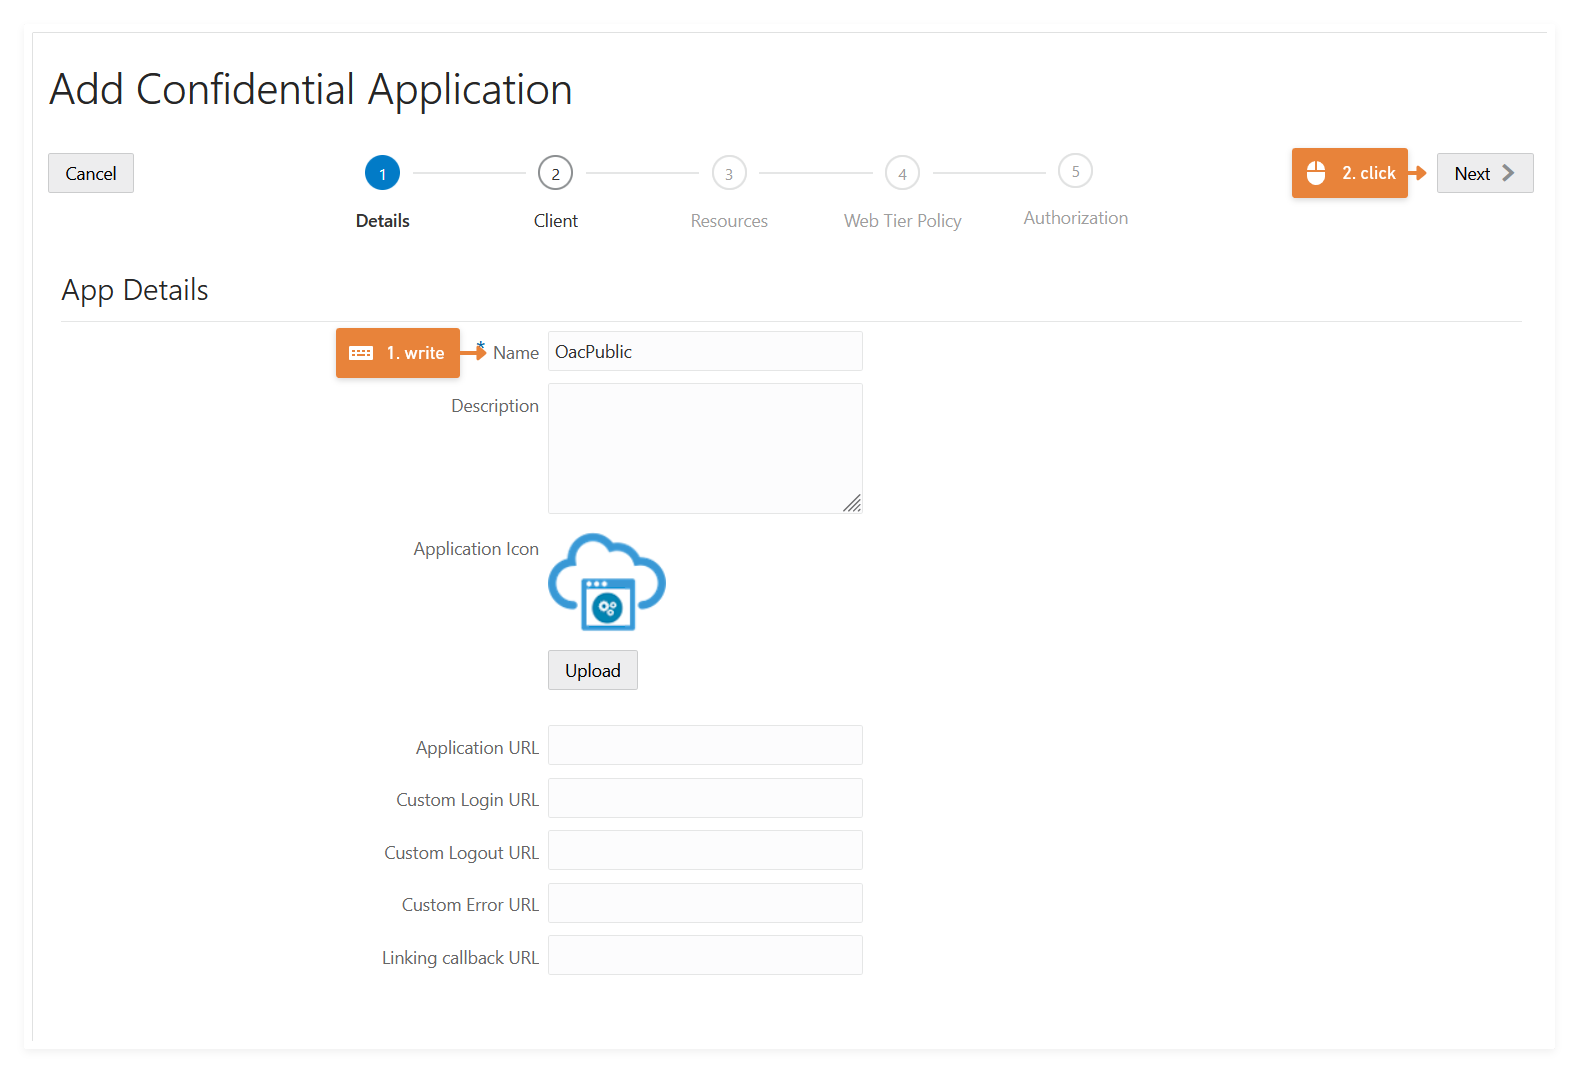 Add Confidential Application
Cancel
1
2
3
4
5
2. click
Next
Details
Client
Resources
Web Tier Policy
Authorization
App Details
1. write
* Name
OacPublic
Description
Application Icon
Upload
Application URL
Custom Login URL
Custom Logout URL
Custom Error URL
Linking callback URL